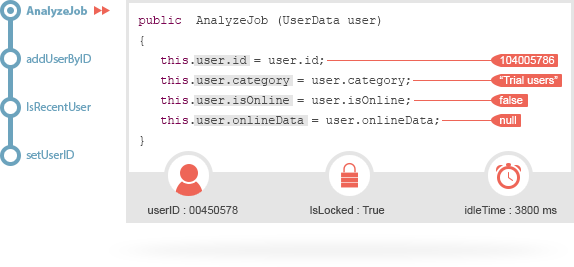 AnalyzeJob
addUserByID
IsRecentUser
setUserID
public AnalyzeJob (UserData user)
{
this.user.id = user.id; 104005786
this.user.category = user.category; “Trial users”
this.user.isOnline = user.isOnline; false
this.user.onlineData = user.onlineData; null
}
userID : 00450578
IsLocked : True
idleTime : 3800 ms